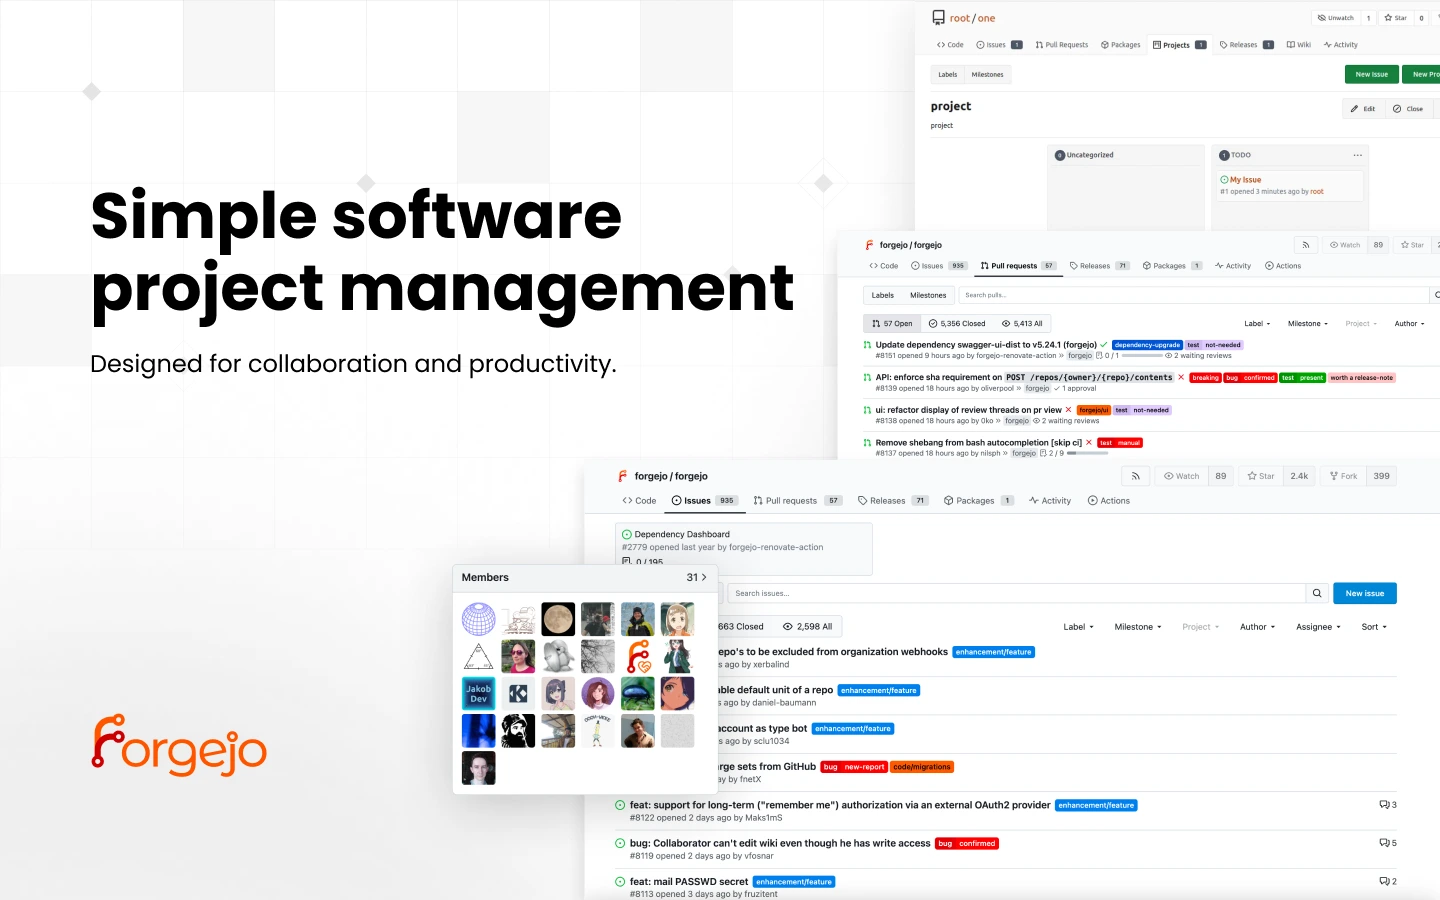 Simple software
project management
Designed for collaboration and productivity.
Forgejo
root / one
Unwatch 1 Star 0
Code Issues 1 Pull Requests Packages Projects 1 Releases 1 Wiki Activity
Labels Milestones
New Issue New Pro
project
Edit Close
project
0 Uncategorized
1 TODO
My Issue
#1 opened 3 minutes ago by root
forgejo / forgejo
Watch 89 Star
Code Issues 935 Pull requests 57 Releases 71 Packages 1 Activity Actions
Labels Milestones Search pulls...
57 Open 5,356 Closed 5,413 All
Label Milestone Project Author
Update dependency swagger-ui-dist to v5.24.1 (forgejo) dependency-upgrade test not-needed
#8151 opened 9 hours ago by forgejo-renovate-action » forgejo 0 / 1 2 waiting reviews
API: enforce sha requirement on POST /repos/{owner}/{repo}/contents breaking bug confirmed test present worth a release-note
#8139 opened 18 hours ago by oliverpool » forgejo 1 approval
ui: refactor display of review threads on pr view forgejo/ui test not-needed
#8138 opened 18 hours ago by 0ko » forgejo 2 waiting reviews
Remove shebang from bash autocompletion [skip ci] test manual
#8137 opened 18 hours ago by nilsph » forgejo 2 / 9
forgejo / forgejo
Watch 89 Star 2.4k Fork 399
Code Issues 935 Pull requests 57 Releases 71 Packages 1 Activity Actions
Dependency Dashboard
#2779 opened last year by forgejo-renovate-action
0 / 195
Members 31
Jakob
Dev
Search issues...
New issue
663 Closed 2,598 All
Label Milestone Project Author Assignee Sort
epo's to be excluded from organization webhooks enhancement/feature
s ago by xerbalind
able default unit of a repo enhancement/feature
s ago by daniel-baumann
account as type bot enhancement/feature
s ago by sclu1034
rge sets from GitHub bug new-report code/migrations
ay by fnetX
feat: support for long-term ("remember me") authorization via an external OAuth2 provider enhancement/feature 3
#8122 opened 2 days ago by Maks1mS
bug: Collaborator can't edit wiki even though he has write access bug confirmed 5
#8119 opened 2 days ago by vfosnar
feat: mail PASSWD secret enhancement/feature 2
#8113 opened 3 days ago by fruzitent